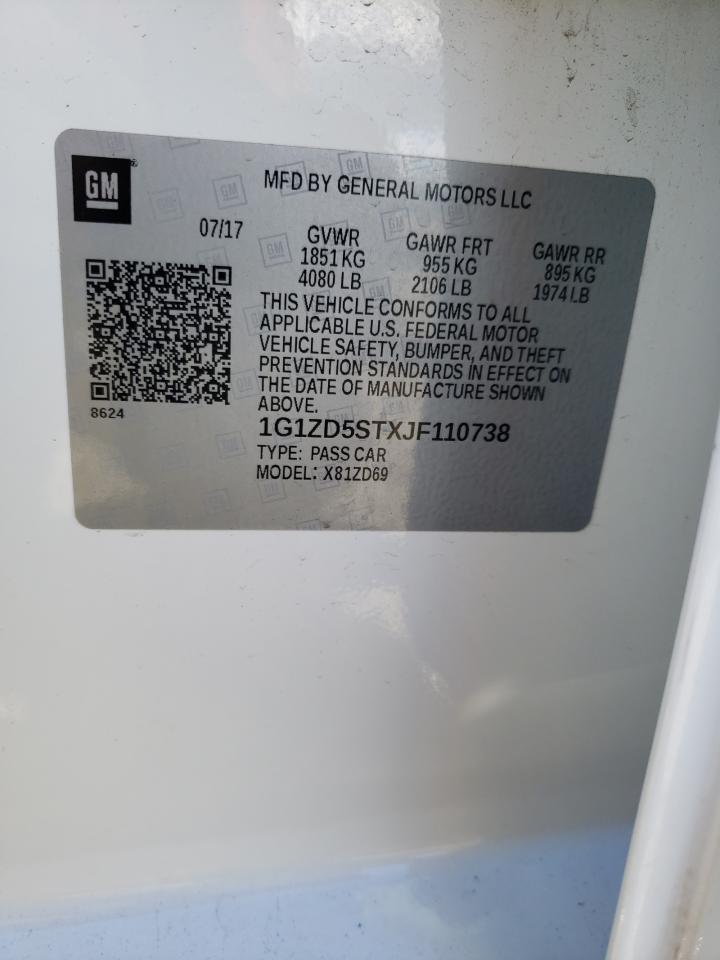 GM
MFD BY GENERAL MOTORS LLC
07/17
GVWR
1851 KG
4080 LB
GAWR FRT
955 KG
2106 LB
GAWR RR
895 KG
1974 LB
THIS VEHICLE CONFORMS TO ALL
APPLICABLE U.S. FEDERAL MOTOR
VEHICLE SAFETY, BUMPER, AND THEFT
PREVENTION STANDARDS IN EFFECT ON
THE DATE OF MANUFACTURE SHOWN
ABOVE.
8624
1G1ZD5STXJF110738
TYPE: PASS CAR
MODEL: X81ZD69